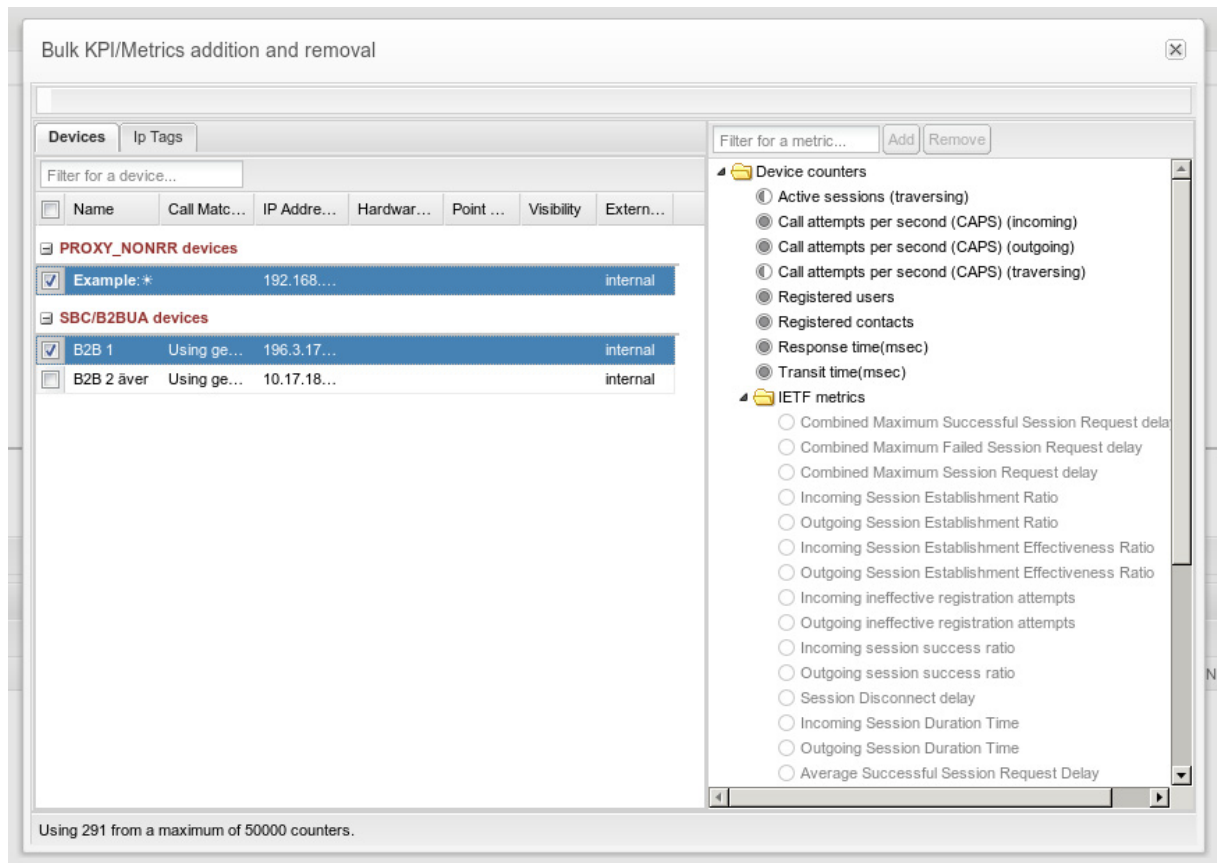 Bulk KPI/Metrics addition and removal
Devices Ip Tags
Filter for a device...
Name Call Matc... IP Addre... Hardwar... Point ... Visibility Extern...
PROXY_NONRR devices
Example:* 192.168.... internal
SBC/B2BUA devices
B2B 1 Using ge... 196.3.17... internal
B2B 2 äver Using ge... 10.17.18... internal
Filter for a metric... Add Remove
Device counters
Active sessions (traversing)
Call attempts per second (CAPS) (incoming)
Call attempts per second (CAPS) (outgoing)
Call attempts per second (CAPS) (traversing)
Registered users
Registered contacts
Response time(msec)
Transit time(msec)
IETF metrics
Combined Maximum Successful Session Request dela
Combined Maximum Failed Session Request delay
Combined Maximum Session Request delay
Incoming Session Establishment Ratio
Outgoing Session Establishment Ratio
Incoming Session Establishment Effectiveness Ratio
Outgoing Session Establishment Effectiveness Ratio
Incoming ineffective registration attempts
Outgoing ineffective registration attempts
Incoming session success ratio
Outgoing session success ratio
Session Disconnect delay
Incoming Session Duration Time
Outgoing Session Duration Time
Average Successful Session Request Delay
N
Using 291 from a maximum of 50000 counters.